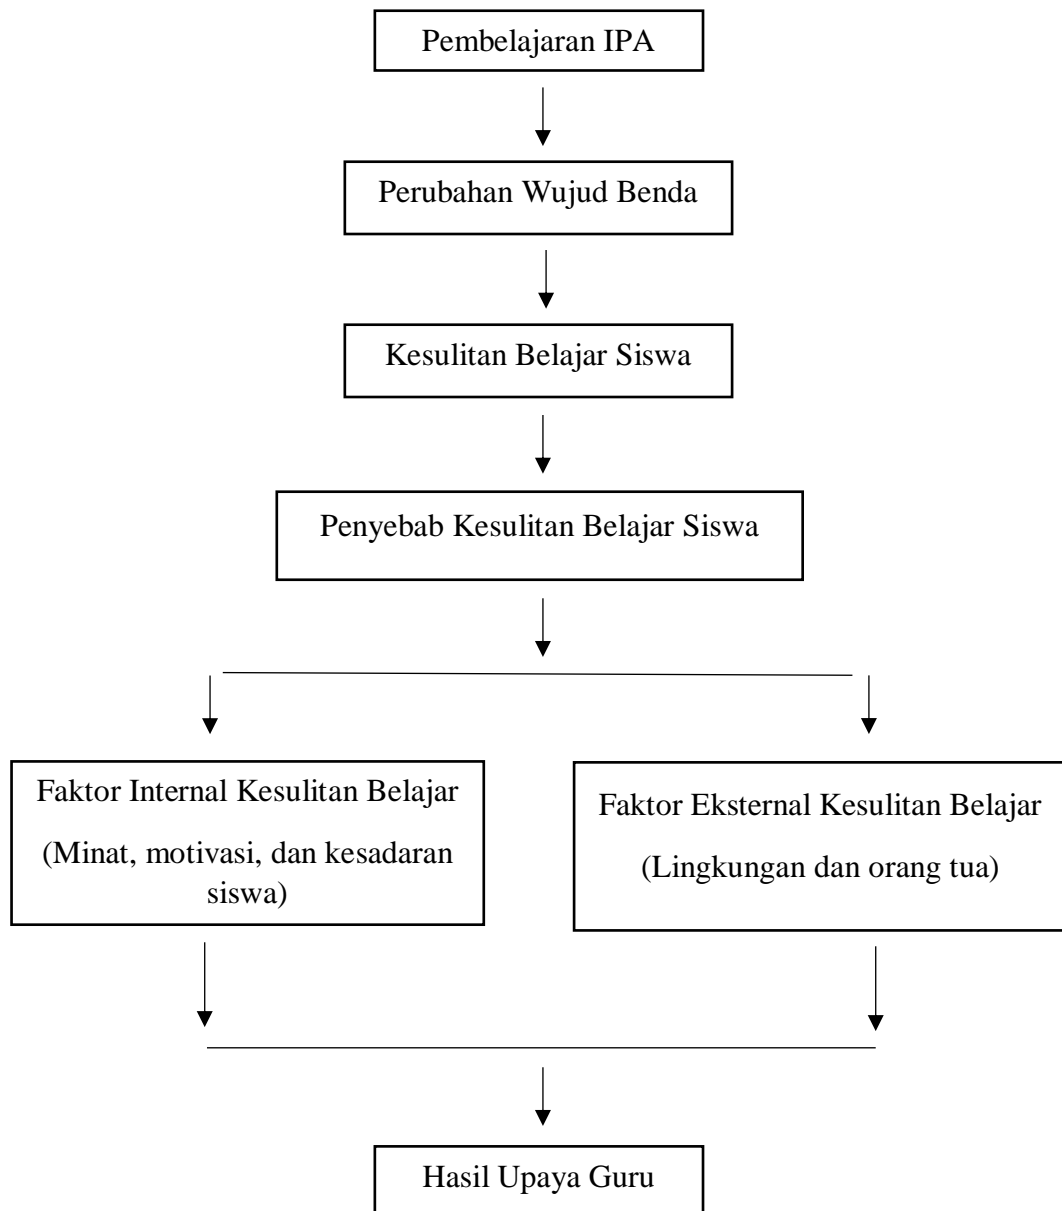 Pembelajaran IPA
Perubahan Wujud Benda
Kesulitan Belajar Siswa
Penyebab Kesulitan Belajar Siswa
Faktor Internal Kesulitan Belajar
(Minat, motivasi, dan kesadaran
siswa)
Faktor Eksternal Kesulitan Belajar
(Lingkungan dan orang tua)
Hasil Upaya Guru